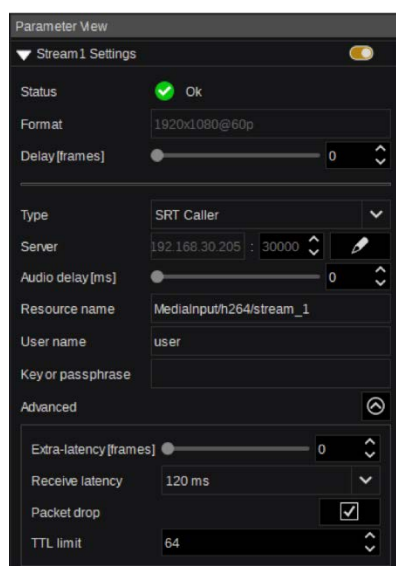 Parameter View
Stream1 Settings
Status Ok
Format 1920x1080@60p
Delay[frames] 0
Type SRT Caller
Server 192.168.30.205 : 30000
Audio delay[ms] 0
Resource name MediaInput/h264/stream_1
User name user
Key or passphrase
Advanced
Extra-latency[frames] 0
Receive latency 120 ms
Packet drop
TTL limit 64